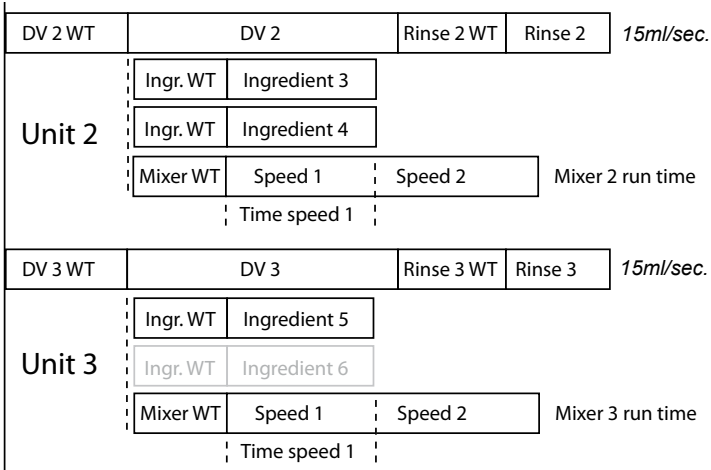 DV 2 WT DV 2 Rinse 2 WT Rinse 2 15ml/sec.
Ingr. WT Ingredient 3
Unit 2
Ingr. WT Ingredient 4
Mixer WT Speed 1 Speed 2 Mixer 2 run time
Time speed 1
DV 3 WT DV 3 Rinse 3 WT Rinse 3 15ml/sec.
Ingr. WT Ingredient 5
Unit 3
Ingr. WT Ingredient 6
Mixer WT Speed 1 Speed 2 Mixer 3 run time
Time speed 1